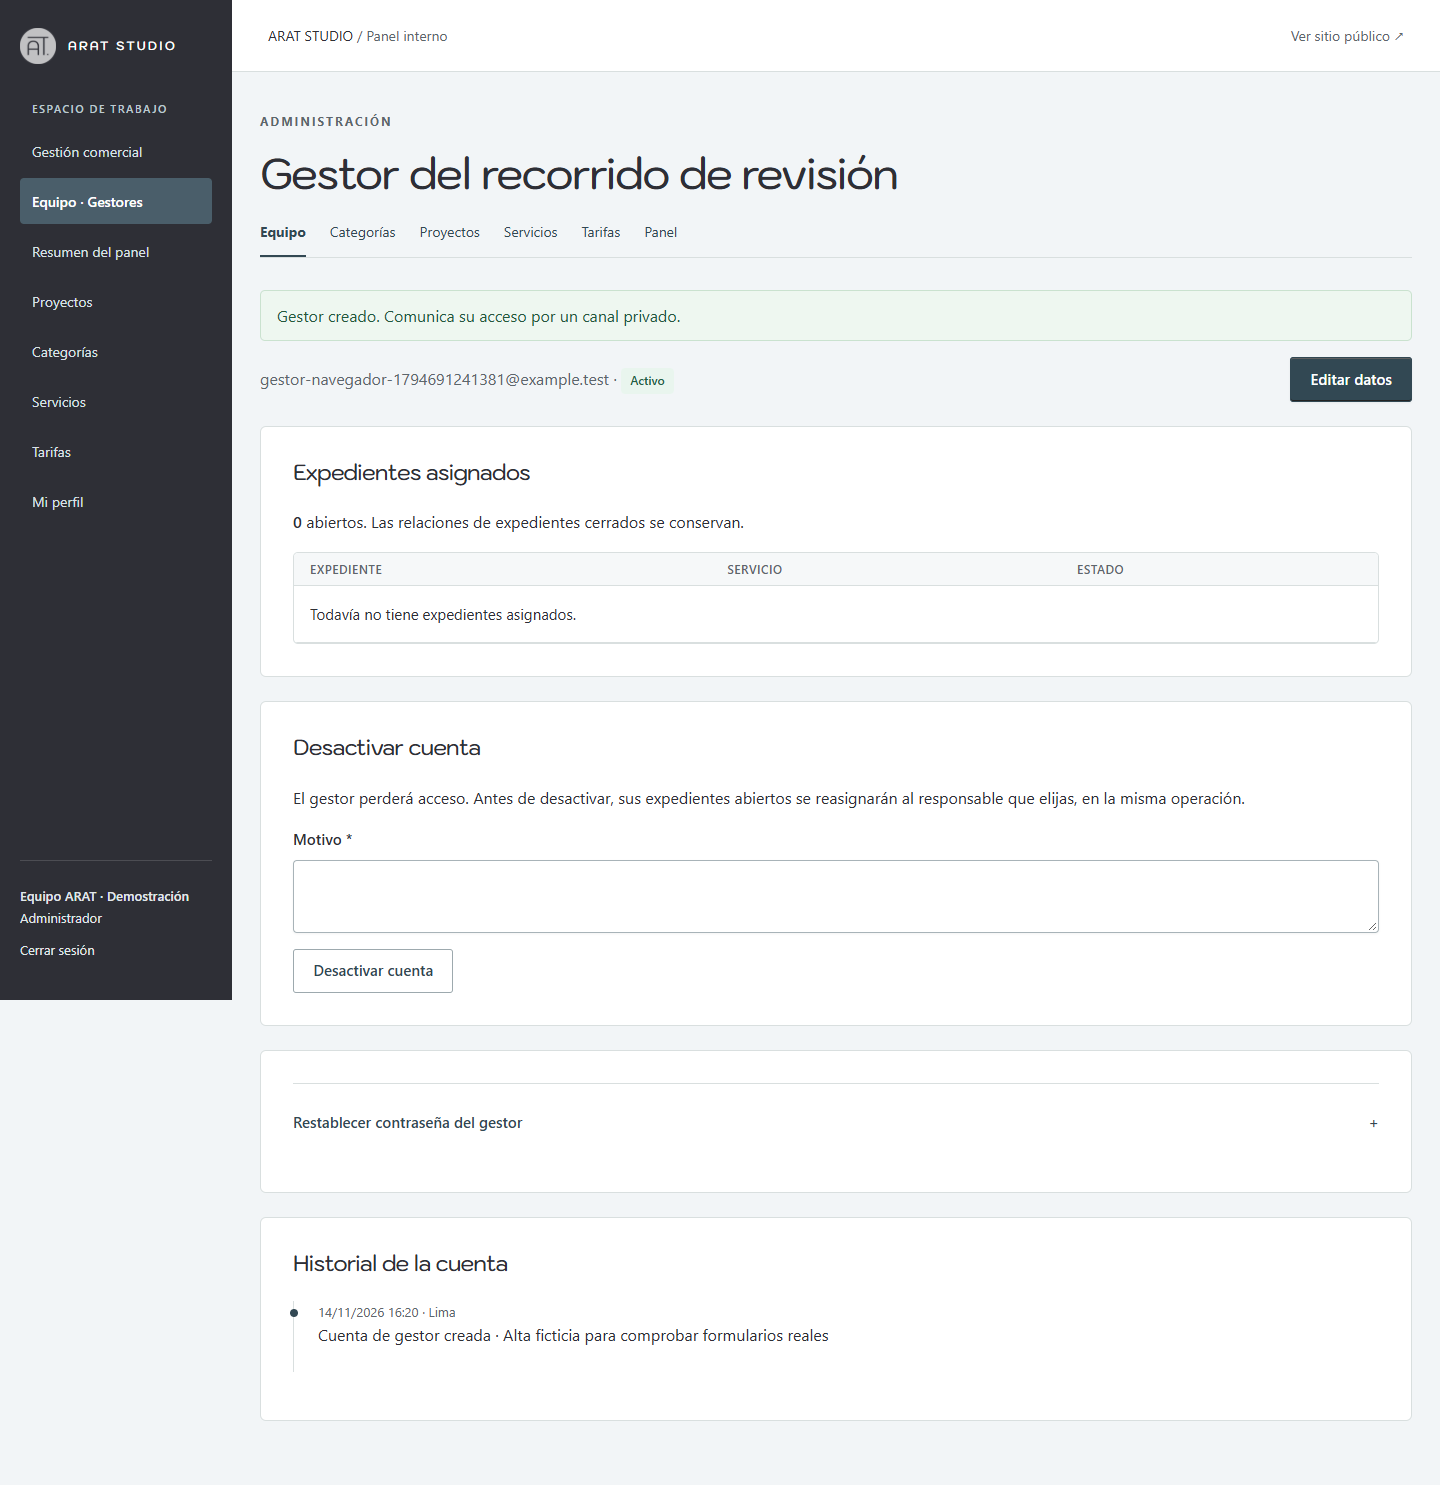 AT.
ARAT STUDIO
ESPACIO DE TRABAJO
Gestión comercial
Equipo · Gestores
Resumen del panel
Proyectos
Categorías
Servicios
Tarifas
Mi perfil
Equipo ARAT · Demostración
Administrador
Cerrar sesión
ARAT STUDIO / Panel interno
Ver sitio público ↗
ADMINISTRACIÓN
Gestor del recorrido de revisión
Equipo Categorías Proyectos Servicios Tarifas Panel
Gestor creado. Comunica su acceso por un canal privado.
gestor-navegador-1794691241381@example.test · Activo
Editar datos
Expedientes asignados
0 abiertos. Las relaciones de expedientes cerrados se conservan.
EXPEDIENTE SERVICIO ESTADO
Todavía no tiene expedientes asignados.
Desactivar cuenta
El gestor perderá acceso. Antes de desactivar, sus expedientes abiertos se reasignarán al responsable que elijas, en la misma operación.
Motivo *
Desactivar cuenta
Restablecer contraseña del gestor +
Historial de la cuenta
14/11/2026 16:20 · Lima
Cuenta de gestor creada · Alta ficticia para comprobar formularios reales